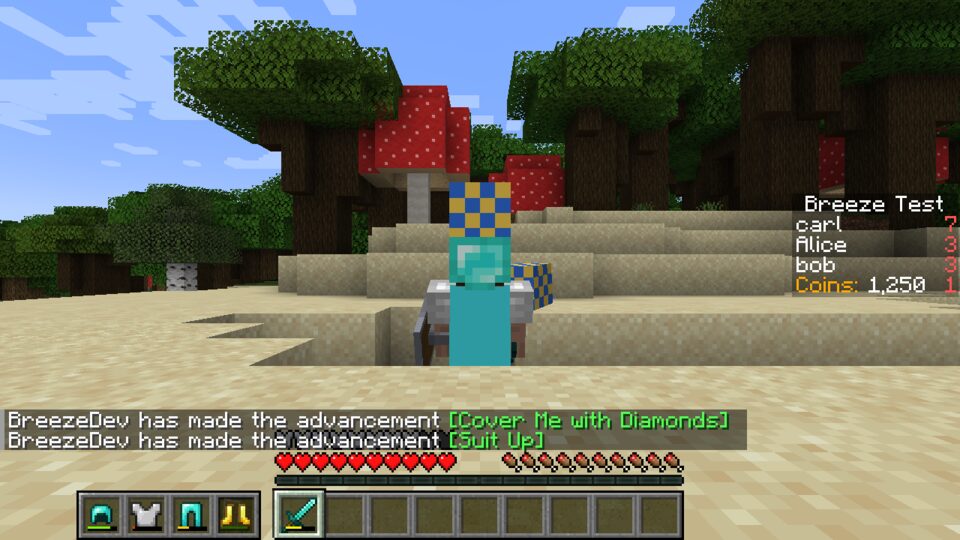 Breeze Test
carl 7
Alice 3
bob 3
Coins: 1,250 1
BreezeDev has made the advancement [Cover Me with Diamonds]
BreezeDev has made the advancement [Suit Up]